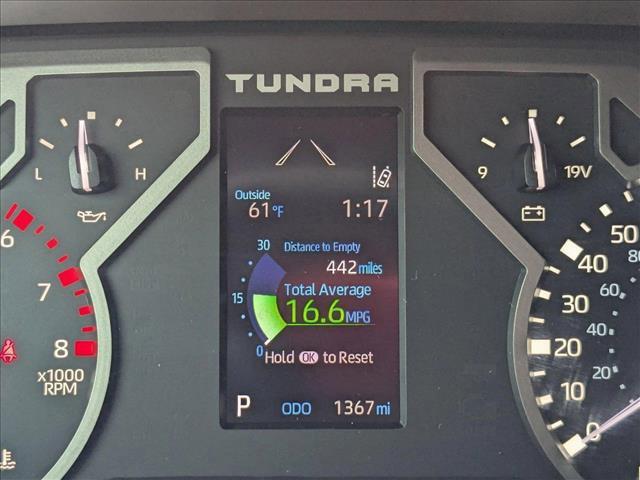 TUNDRA
L H
9 19V
Outside
61°F 1:17
30 Distance to Empty
442 miles
15 Total Average
16.6 MPG
0
Hold OK to Reset
P ODO 1367 mi
6
7
8
x1000
RPM
50
40
30
20
10
0
80
60
40
20